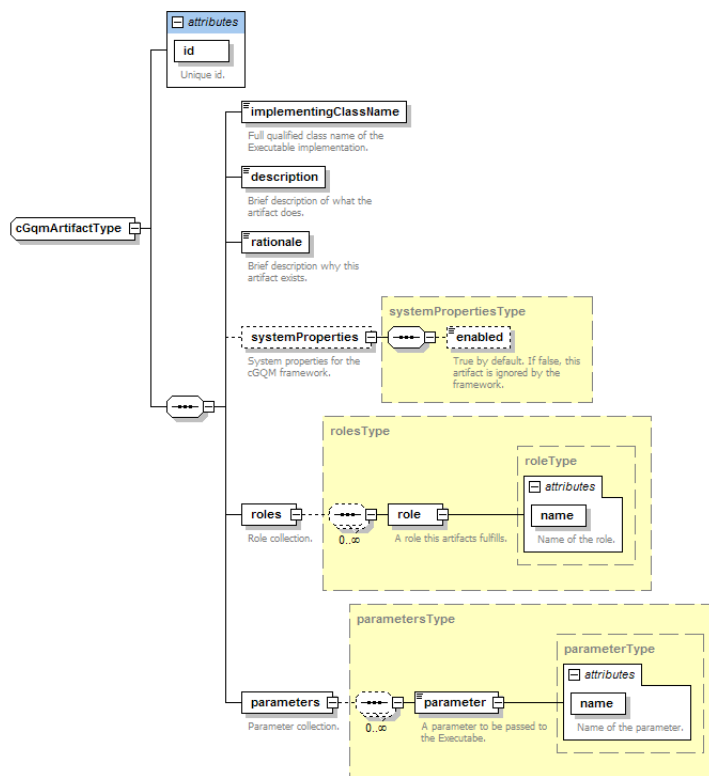 attributes
id
Unique id.
implementingClassName
Full qualified class name of the
Executable implementation.
description
Brief description of what the
artifact does.
cGqmArtifactType
rationale
Brief description why this
artifact exists.
systemPropertiesType
systemProperties
enabled
System properties for the
cGQM framework.
True by default. If false, this
artifact is ignored by the
framework.
rolesType
roleType
attributes
roles
role
name
Role collection.
0..∞
A role this artifacts fulfills.
Name of the role.
parametersType
parameterType
attributes
parameters
parameter
name
Parameter collection.
0..∞
A parameter to be passed to
the Executabe.
Name of the parameter.